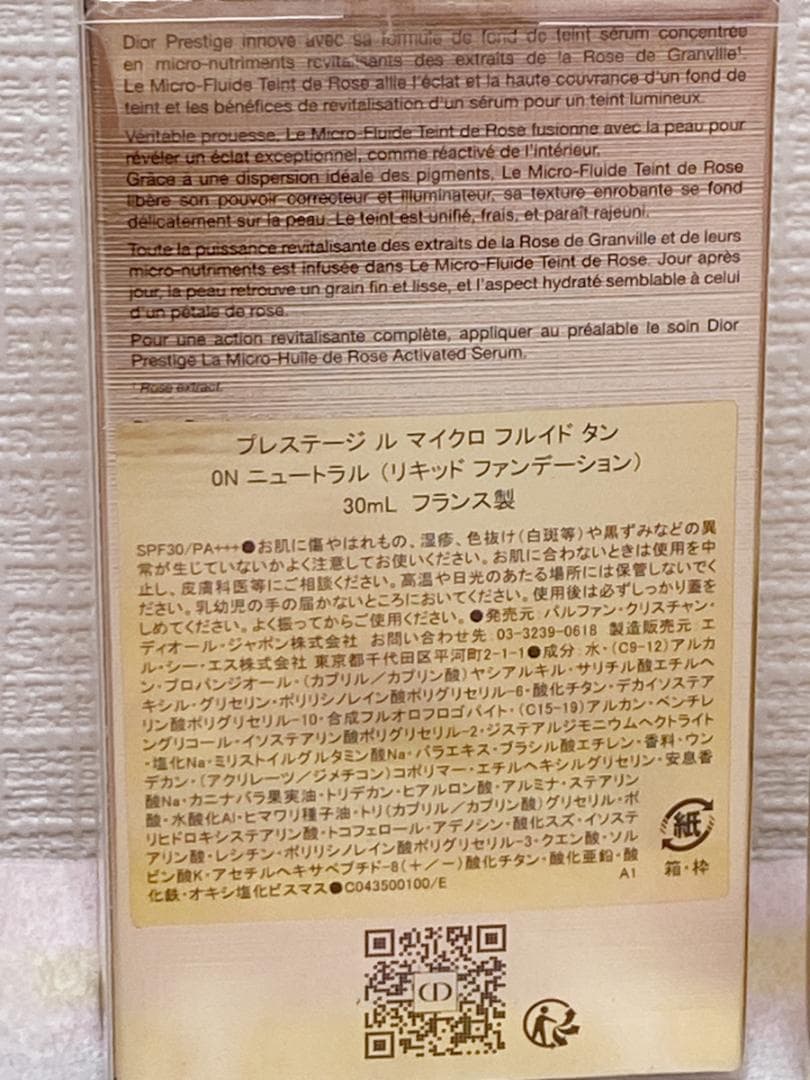 Dior Prestige innove avec sa formule de fond de teint sérum concentrée
en micro-nutriments revitalisants des extraits de la Rose de Granville¹.
Le Micro-Fluide Teint de Rose allie l'éclat et la haute couvrance d'un fond de
teint et les bénéfices de revitalisation d'un sérum pour un teint lumineux.
Véritable prouesse, Le Micro-Fluide Teint de Rose fusionne avec la peau pour
révéler un éclat exceptionnel, comme réactivé de l'intérieur.
Grâce à une dispersion idéale des pigments, Le Micro-Fluide Teint de Rose
libère son pouvoir correcteur et illuminateur, sa texture enrobante se fond
délicatement sur la peau. Le teint est unifié, frais, et paraît rajeuni.
Toute la puissance revitalisante des extraits de la Rose de Granville et de leurs
micro-nutriments est infusée dans Le Micro-Fluide Teint de Rose. Jour après
jour, la peau retrouve un grain fin et lisse, et l'aspect hydraté semblable à celui
d'un pétale de rose.
Pour une action revitalisante complète, appliquer au préalable le soin Dior
Prestige La Micro-Huile de Rose Activated Serum.
¹ Rose extract.
プレステージ ル マイクロ フルイド タン
0N ニュートラル (リキッド ファンデーション)
30mL フランス製
SPF30/PA+++●お肌に傷やはれもの、湿疹、色抜け(白斑等)や黒ずみなどの異
常が生じていないかよく注意してお使いください。お肌に合わないときは使用を中
止し、皮膚科医等にご相談ください。高温や日光のあたる場所には保管しないでく
ださい。乳幼児の手の届かないところにおいてください。使用後は必ずしっかり蓋を
しめてください。よく振ってからご使用ください。●発売元 パルファン・クリスチャン・
ディオール・ジャポン株式会社 お問い合わせ先 03-3239-0618 製造販売元 エ
ル・シー・エス株式会社 東京都千代田区平河町2-1-1●成分 水・(C9-12)アルカ
ン・プロパンジオール・(カプリル/カプリン酸)ヤシアルキル・サリチル酸エチルヘ
キシル・グリセリン・ポリリシノレイン酸ポリグリセリル-6・酸化チタン・デカイソステア
リン酸ポリグリセリル-10・合成フルオロフロゴパイト・(C15-19)アルカン・ペンチレ
ングリコール・イソステアリン酸ポリグリセリル-2・ジステアルジモニウムヘクトライト
・塩化Na・ミリストイルグルタミン酸Na・バラエキス・ブラシル酸エチレン・香料・ウン
デカン・(アクリレーツ/ジメチコン)コポリマー・エチルヘキシルグリセリン・安息香
酸Na・カニナバラ果実油・トリデカン・ヒアルロン酸・アルミナ・ステアリン
酸・水酸化Al・ヒマワリ種子油・トリ(カプリル/カプリン酸)グリセリル・ポ
リヒドロキシステアリン酸・トコフェロール・アデノシン・酸化スズ・イソステ
アリン酸・レシチン・ポリリシノレイン酸ポリグリセリル-3・クエン酸・ソル
ビン酸K・アセチルヘキサペプチド-8(+/-)酸化チタン・酸化亜鉛・酸
化鉄・オキシ塩化ビスマス●C043500100/E
A1
紙
箱・枠
CD